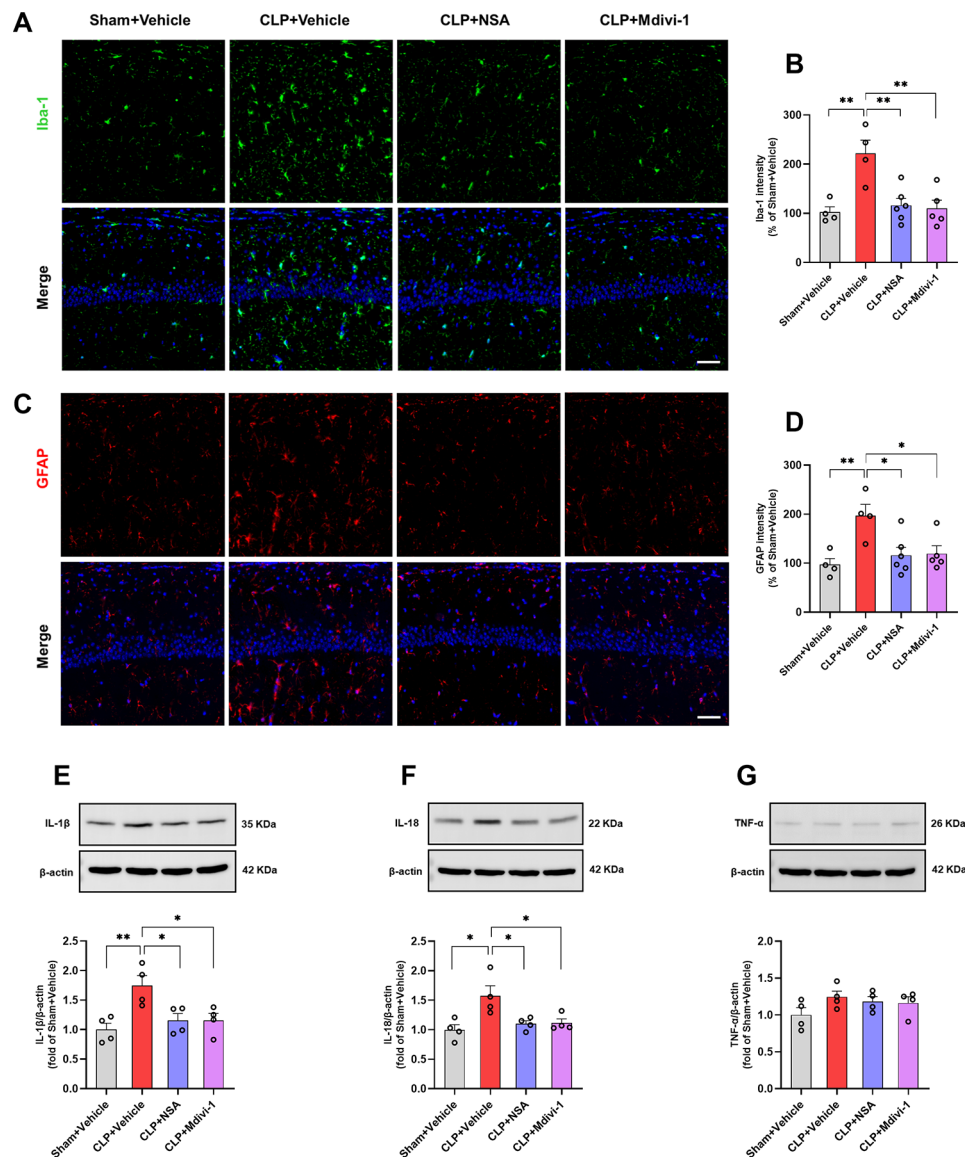 A
Sham+Vehicle
CLP+Vehicle
CLP+NSA
CLP+Mdivi-1
Iba-1
Merge
B
Iba-1 Intensity
(% of Sham+Vehicle)
300
200
100
0
**
**
**
Sham+Vehicle
CLP+Vehicle
CLP+NSA
CLP+Mdivi-1
C
GFAP
Merge
D
GFAP Intensity
(% of Sham+Vehicle)
300
200
100
0
**
*
*
Sham+Vehicle
CLP+Vehicle
CLP+NSA
CLP+Mdivi-1
E
IL-1β
35 KDa
β-actin
42 KDa
IL-1β/β-actin
(fold of Sham+Vehicle)
2.5
2.0
1.5
1.0
0.5
0.0
**
*
*
Sham+Vehicle
CLP+Vehicle
CLP+NSA
CLP+Mdivi-1
F
IL-18
22 KDa
β-actin
42 KDa
IL-18/β-actin
(fold of Sham+Vehicle)
2.5
2.0
1.5
1.0
0.5
0.0
*
*
*
Sham+Vehicle
CLP+Vehicle
CLP+NSA
CLP+Mdivi-1
G
TNF-α
26 KDa
β-actin
42 KDa
TNF-α/β-actin
(fold of Sham+Vehicle)
2.0
1.5
1.0
0.5
0.0
Sham+Vehicle
CLP+Vehicle
CLP+NSA
CLP+Mdivi-1